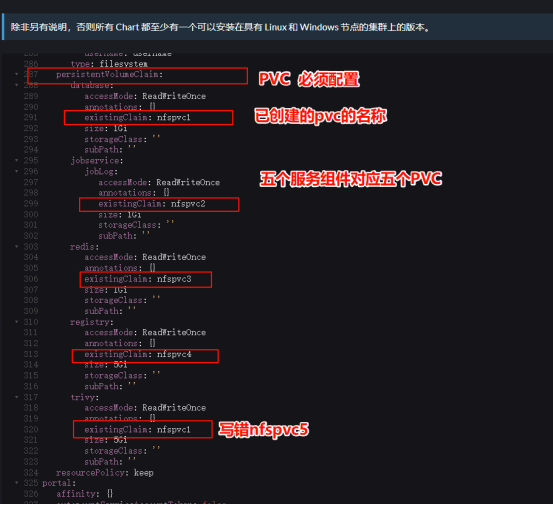 除非另有说明，否则所有 Chart 都至少有一个可以安装在具有 Linux 和 Windows 节点的集群上的版本。
286 type: filesystem
287 persistentVolumeClaim:
PVC 必须配置
288 database:
289 accessMode: ReadWriteOnce
290 annotations: {}
291 existingClaim: nfspvc1
已创建的pvc的名称
292 size: 1Gi
293 storageClass: ''
294 subPath: ''
295 jobservice:
296 jobLog:
五个服务组件对应五个PVC
297 accessMode: ReadWriteOnce
298 annotations: {}
299 existingClaim: nfspvc2
300 size: 1Gi
301 storageClass: ''
302 subPath: ''
303 redis:
304 accessMode: ReadWriteOnce
305 annotations: {}
306 existingClaim: nfspvc3
307 size: 1Gi
308 storageClass: ''
309 subPath: ''
310 registry:
311 accessMode: ReadWriteOnce
312 annotations: {}
313 existingClaim: nfspvc4
314 size: 5Gi
315 storageClass: ''
316 subPath: ''
317 trivy:
318 accessMode: ReadWriteOnce
319 annotations: {}
320 existingClaim: nfspvc1
写错nfspvc5
321 size: 5Gi
322 storageClass: ''
323 subPath: ''
324 resourcePolicy: keep
325 portal:
326 affinity: {}